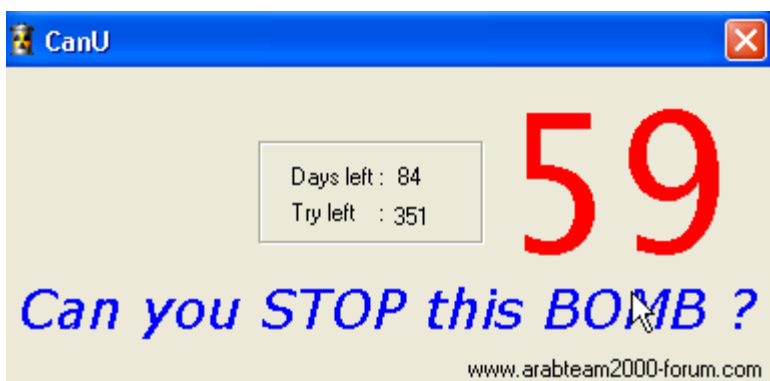 CanU
59
Days left : 84
Try left : 351
Can you STOP this BOMB ?
www.arabteam2000-forum.com